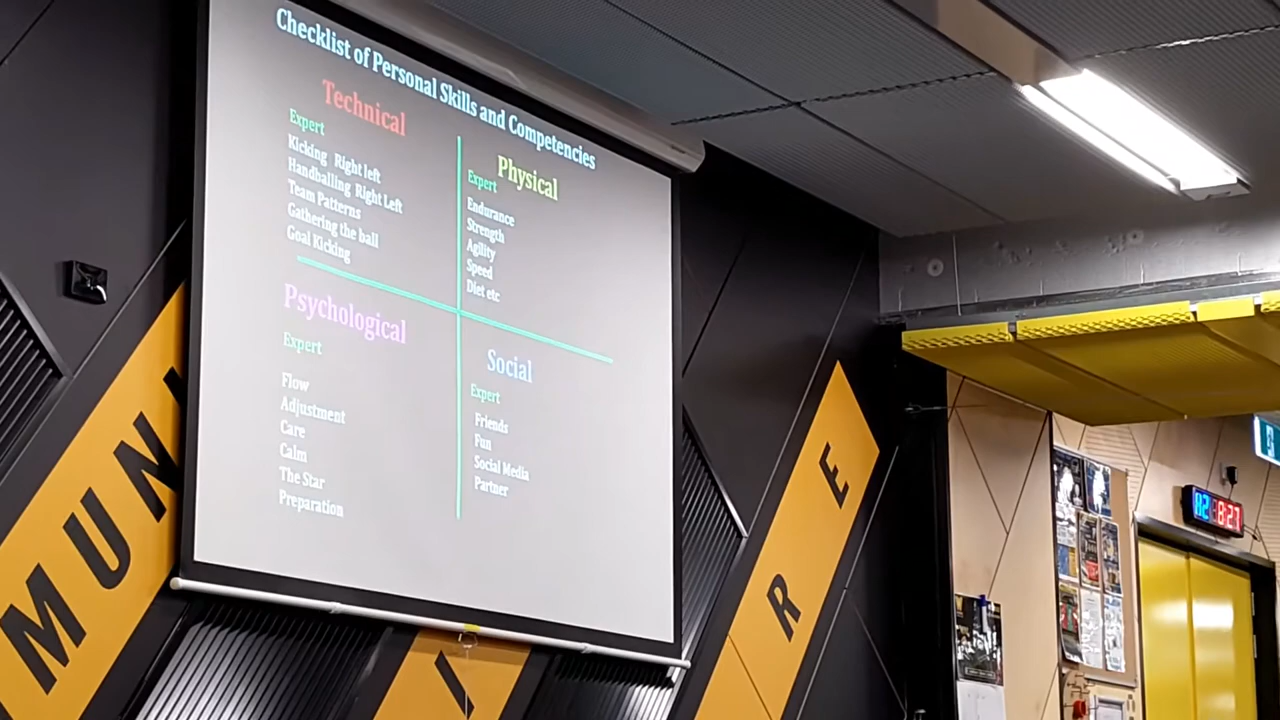 Checklist of Personal Skills and Competencies
Technical
Expert
Kicking Right left
Handballing Right Left
Team Patterns
Gathering the ball
Goal Kicking
Physical
Expert
Endurance
Strength
Agility
Speed
Diet etc
Psychological
Expert
Flow
Adjustment
Care
Calm
The Star
Preparation
Social
Expert
Friends
Fun
Social Media
Partner
MUN
R E